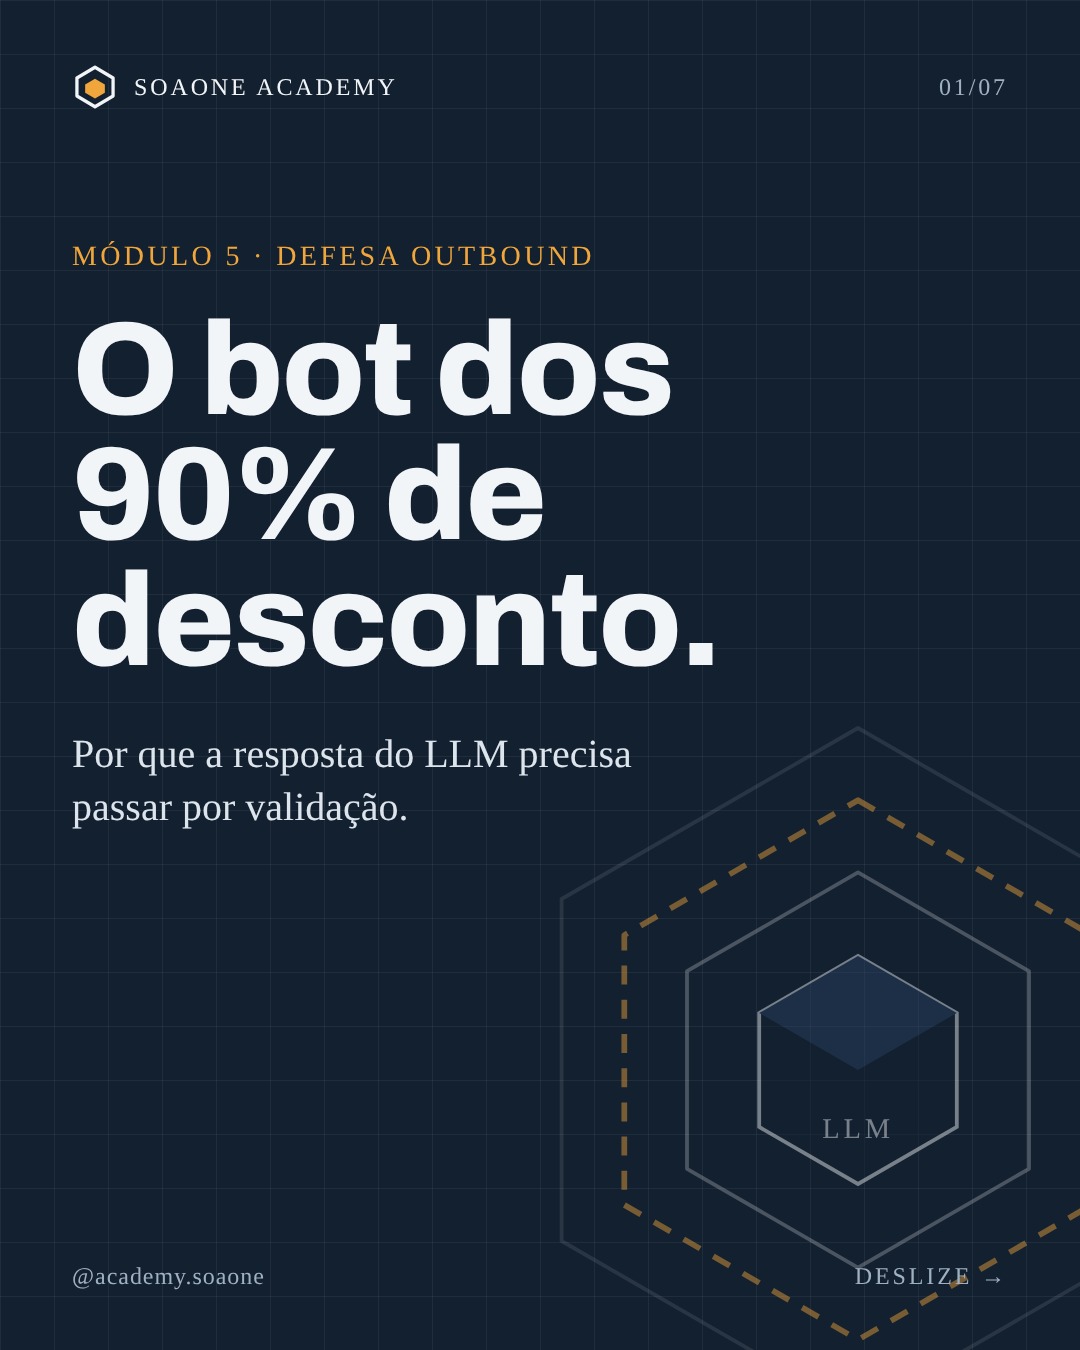 SOAONE ACADEMY
01/07
MÓDULO 5 · DEFESA OUTBOUND
O bot dos
90% de
desconto.
Por que a resposta do LLM precisa
passar por validação.
LLM
@academy.soaone
DESLIZE →